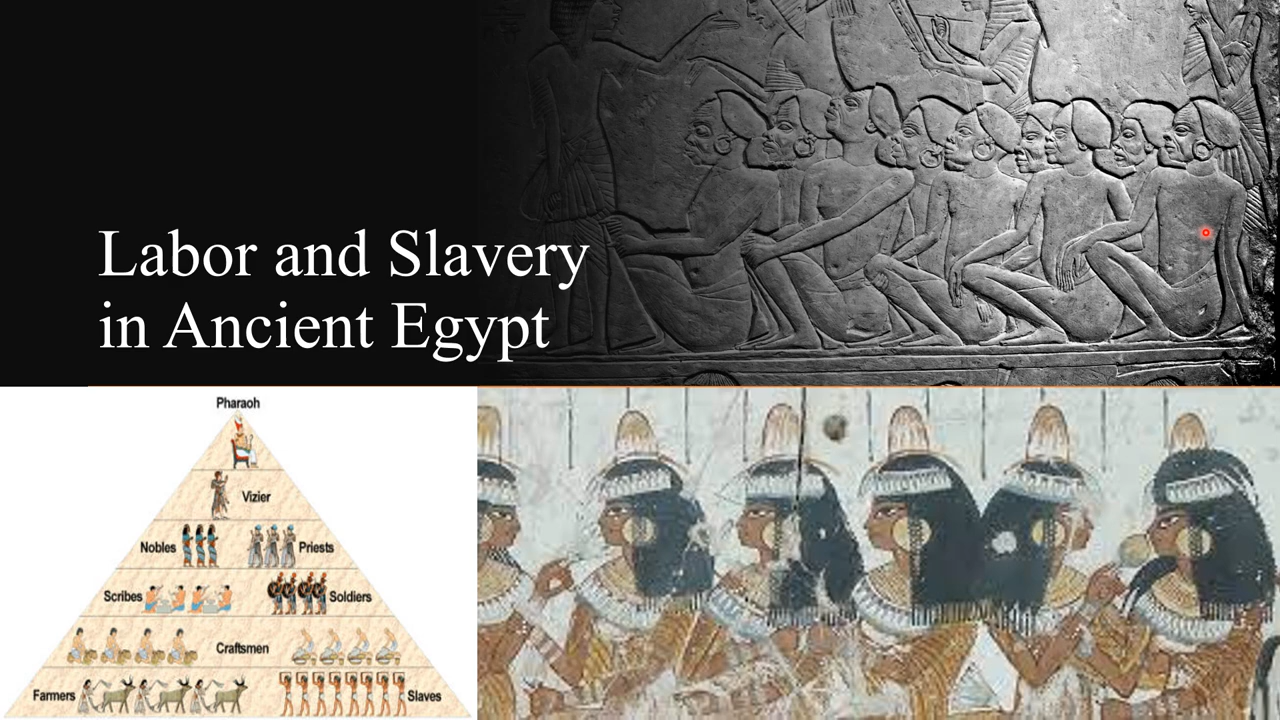 Labor and Slavery
in Ancient Egypt
Pharaoh
Vizier
Nobles Priests
Scribes Soldiers
Craftsmen
Farmers Slaves